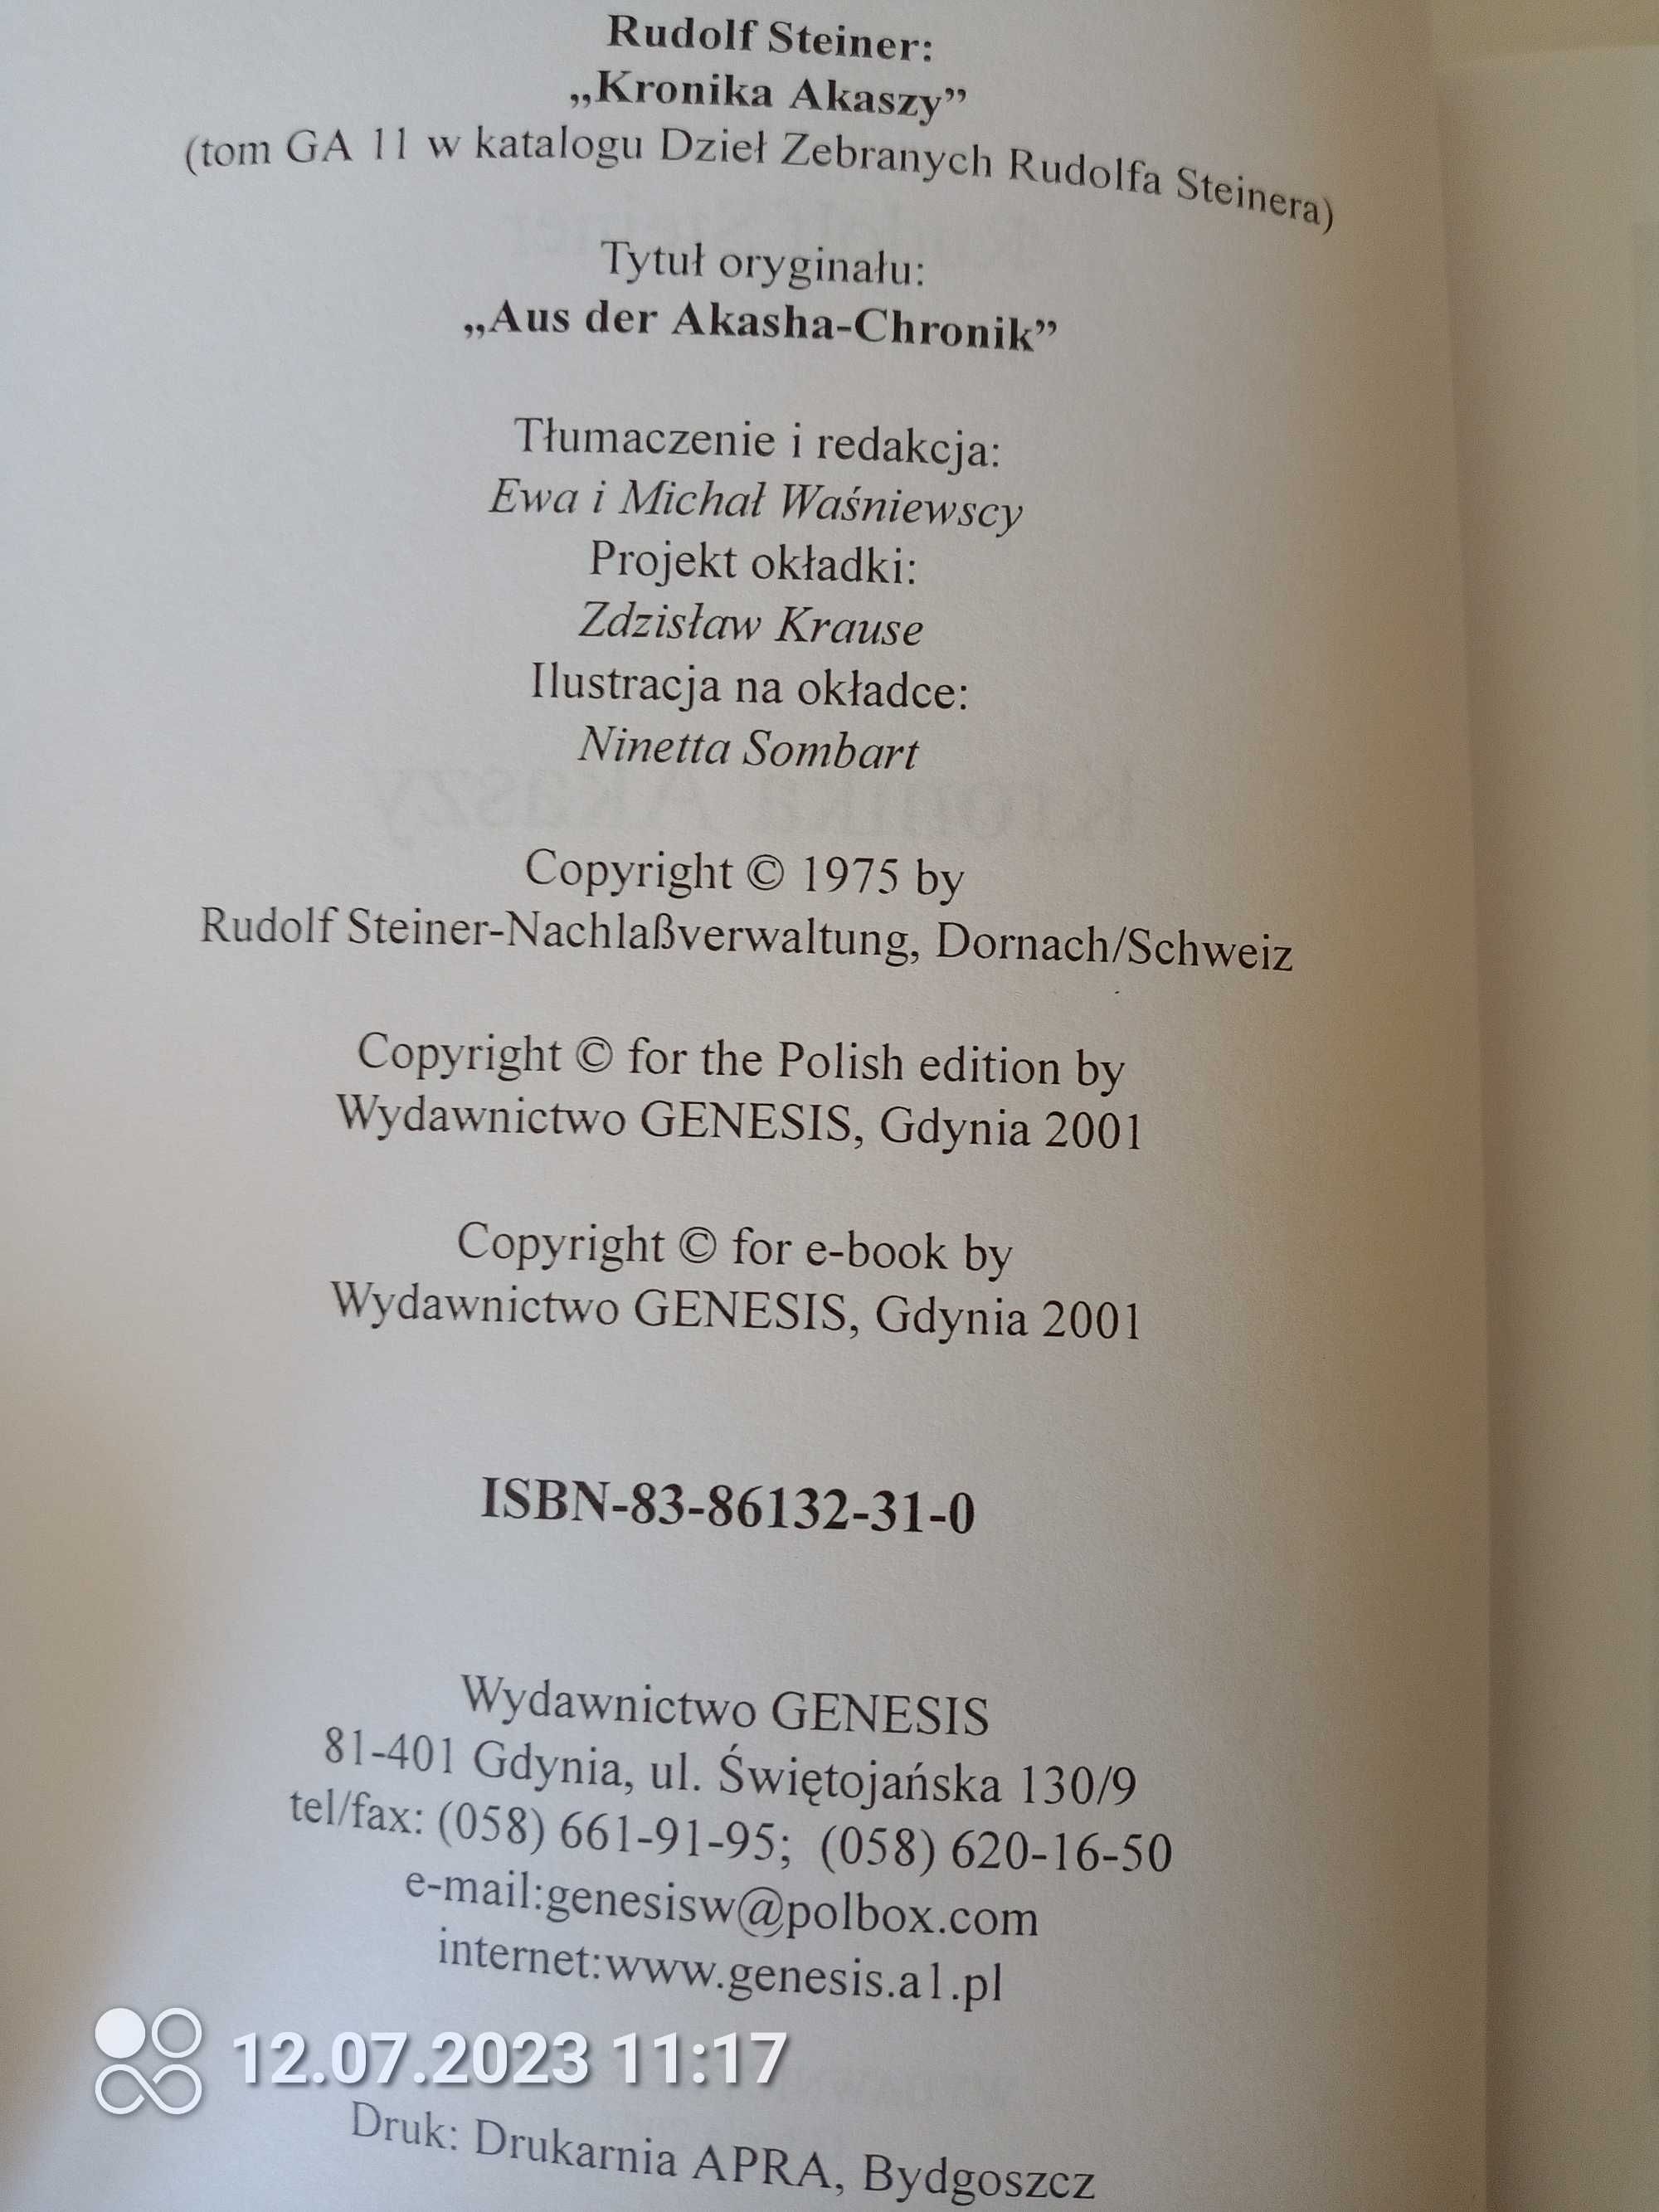 Rudolf Steiner:
„Kronika Akaszy”
(tom GA 11 w katalogu Dzieł Zebranych Rudolfa Steinera)
Tytuł oryginału:
„Aus der Akasha-Chronik”
Tłumaczenie i redakcja:
Ewa i Michał Waśniewscy
Projekt okładki:
Zdzisław Krause
Ilustracja na okładce:
Ninetta Sombart
Copyright © 1975 by
Rudolf Steiner-Nachlaßverwaltung, Dornach/Schweiz
Copyright © for the Polish edition by
Wydawnictwo GENESIS, Gdynia 2001
Copyright © for e-book by
Wydawnictwo GENESIS, Gdynia 2001
ISBN-83-86132-31-0
Wydawnictwo GENESIS
81-401 Gdynia, ul. Świętojańska 130/9
tel/fax: (058) 661-91-95; (058) 620-16-50
e-mail:genesisw@polbox.com
internet:www.genesis.a1.pl
12.07.2023 11:17
Druk: Drukarnia APRA, Bydgoszcz